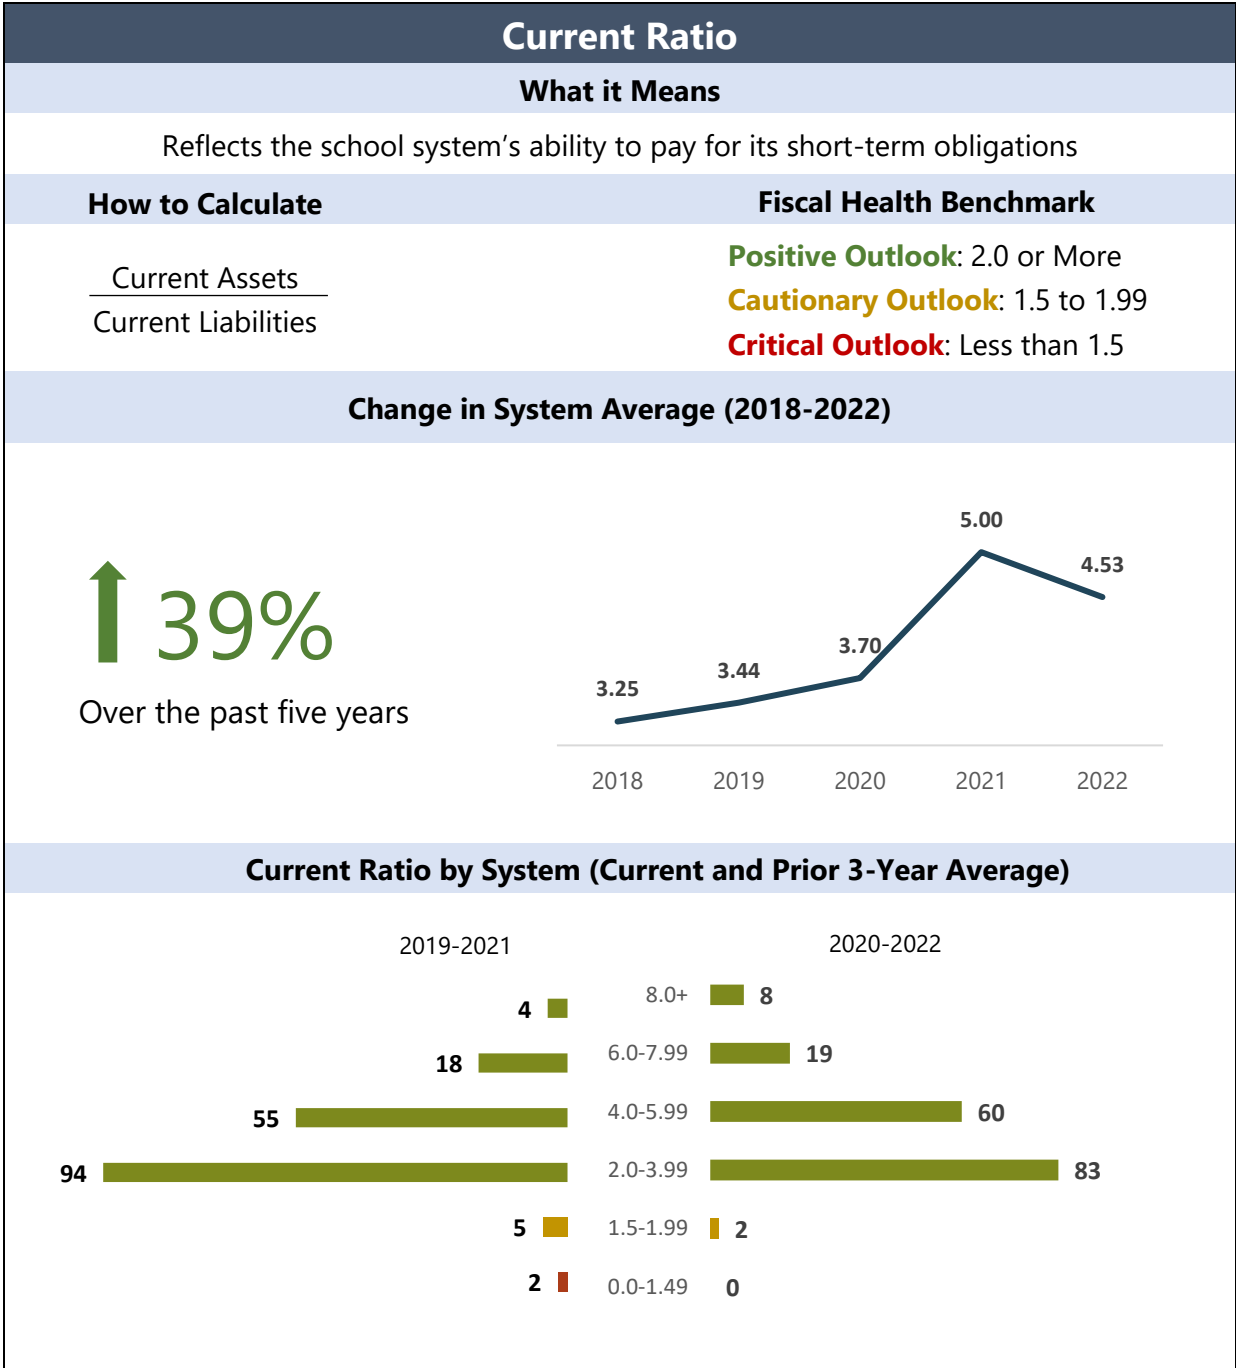 Current Ratio
What it Means
Reflects the school system's ability to pay for its short-term obligations
How to Calculate
Current Assets
Current Liabilities
Fiscal Health Benchmark
Positive Outlook: 2.0 or More
Cautionary Outlook: 1.5 to 1.99
Critical Outlook: Less than 1.5
Change in System Average (2018-2022)
39%
Over the past five years
5.00
4.53
3.70
3.44
3.25
2018 2019 2020 2021 2022
Current Ratio by System (Current and Prior 3-Year Average)
2019-2021 2020-2022
4 8.0+ 8
18 6.0-7.99 19
55 4.0-5.99 60
94 2.0-3.99 83
5 1.5-1.99 2
2 0.0-1.49 0